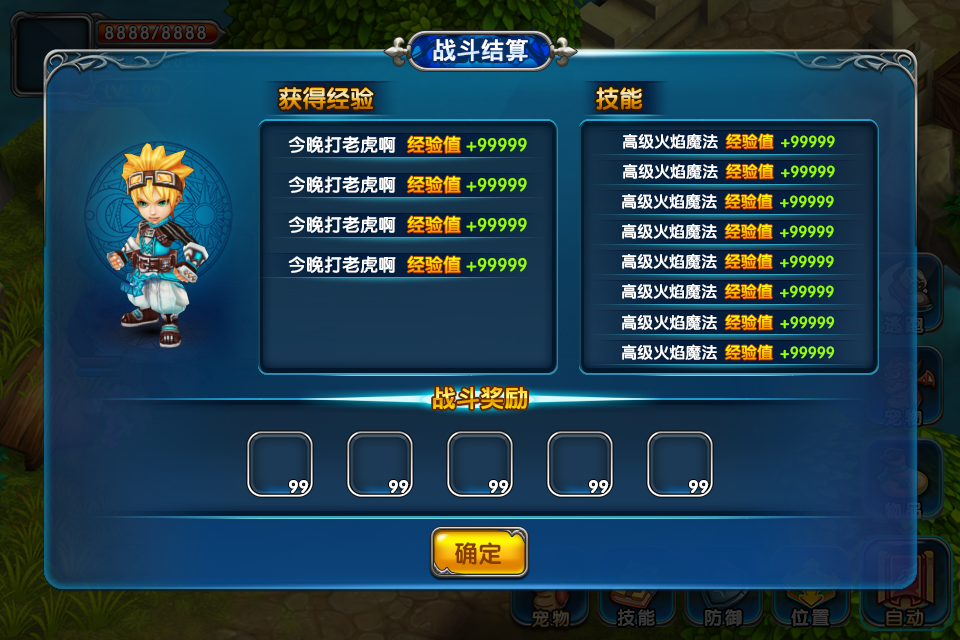 8888/8888
战斗结算
获得经验
今晚打老虎啊 经验值 +99999
今晚打老虎啊 经验值 +99999
今晚打老虎啊 经验值 +99999
今晚打老虎啊 经验值 +99999
技能
高级火焰魔法 经验值 +99999
高级火焰魔法 经验值 +99999
高级火焰魔法 经验值 +99999
高级火焰魔法 经验值 +99999
高级火焰魔法 经验值 +99999
高级火焰魔法 经验值 +99999
高级火焰魔法 经验值 +99999
高级火焰魔法 经验值 +99999
战斗奖励
99 99 99 99 99
确定
逃跑
宠物
物品
宠物 技能 防御 位置 自动